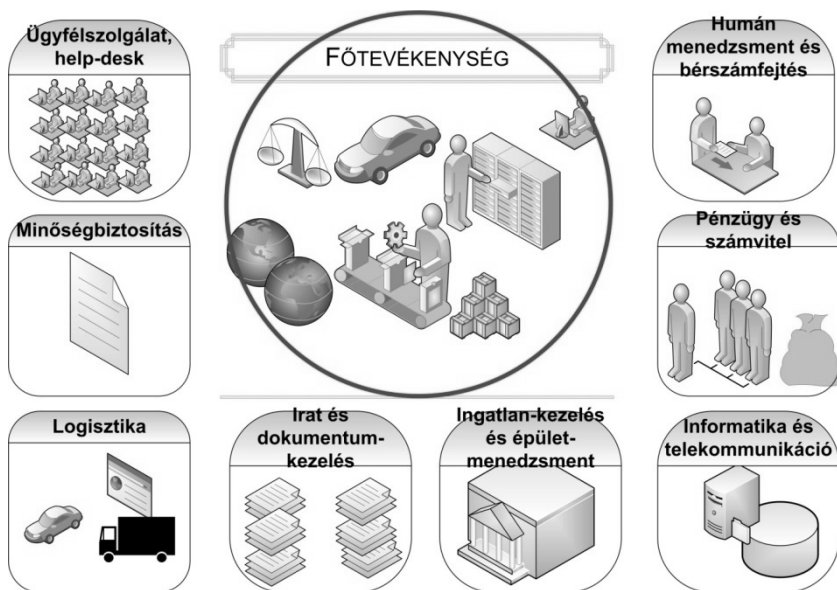 Ügyfélszolgálat,
help-desk
FŐTEVÉKENYSÉG
Humán
menedzsment és
bérszámfejtés
Minőségbiztosítás
Pénzügy és
számvitel
Logisztika
Irat és
dokumentum-
kezelés
Ingatlan-kezelés
és épület-
menedzsment
Informatika és
telekommunikáció